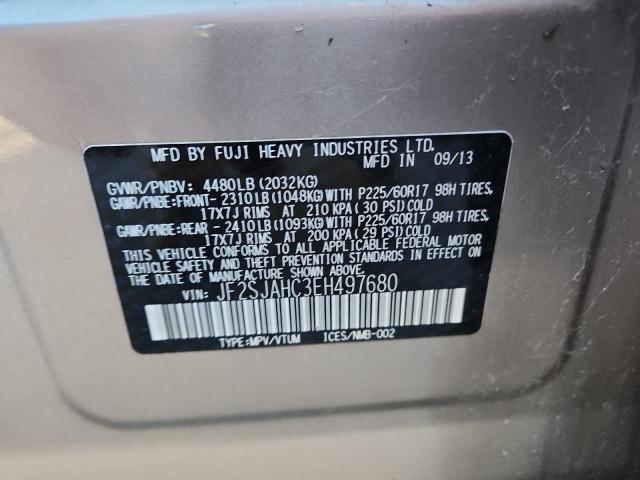 MFD BY FUJI HEAVY INDUSTRIES LTD.
MFD IN 09/13
GVWR/PNBV: 4480LB(2032KG)
GAWR/PNBE:FRONT- 2310LB(1048KG)WITH P225/60R17 98H TIRES,
17X7J RIMS AT 210 KPA(30 PSI)COLD
GAWR/PNBE:REAR - 2410LB(1093KG)WITH P225/60R17 98H TIRES,
17X7J RIMS AT 200 KPA(29 PSI)COLD
THIS VEHICLE CONFORMS TO ALL APPLICABLE FEDERAL MOTOR
VEHICLE SAFETY AND THEFT PREVENTION STANDARDS IN EFFECT
ON THE DATE OF MANUFACTURE SHOWN ABOVE.
VIN: JF2SJAHC3EH497680
TYPE:MPV/VTUM ICES/NMB-002